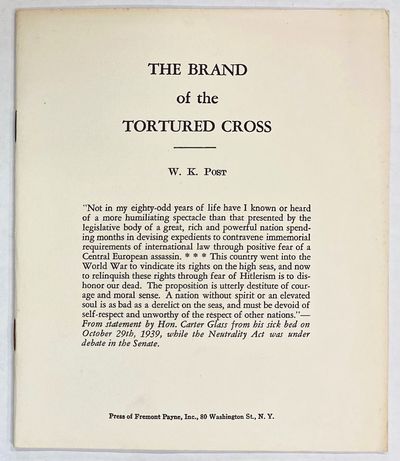 THE BRAND
of the
TORTURED CROSS
W. K. Post
"Not in my eighty-odd years of life have I known or heard
of a more humiliating spectacle than that presented by the
legislative body of a great, rich and powerful nation spend-
ing months in devising expedients to contravene immemorial
requirements of international law through positive fear of a
Central European assassin. * * * This country went into the
World War to vindicate its rights on the high seas, and now
to relinquish these rights through fear of Hitlerism is to dis-
honor our dead. The proposition is utterly destitute of cour-
age and moral sense. A nation without spirit or an elevated
soul is as bad as a derelict on the seas, and must be devoid of
self-respect and unworthy of the respect of other nations."—
From statement by Hon. Carter Glass from his sick bed on
October 29th, 1939, while the Neutrality Act was under
debate in the Senate.
Press of Fremont Payne, Inc., 80 Washington St., N. Y.